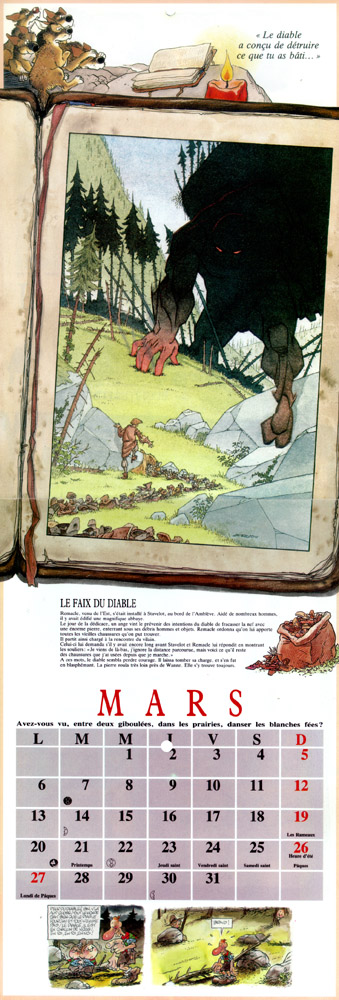 « Le diable
a conçu de détruire
ce que tu as bâti... »
LE FAIX DU DIABLE
Remacle, venu de l'Est, s'était installé à Stavelot, au bord de l'Amblève. Aidé de nombreux hommes,
il y avait édifié une magnifique abbaye.
Le jour de la dédicace, un ange vint le prévenir des intentions du diable de fracasser la nef avec
une énorme pierre, enterrant sous ses débris hommes et objets. Remacle ordonna qu'on lui apporte
toutes les vieilles chaussures qu'on put trouver.
Il partit ainsi chargé à la rencontre du vilain.
Celui-ci lui demanda s'il y avait encore long avant Stavelot et Remacle lui répondit en montrant
les souliers: «Je viens de là-bas, j'ignore la distance parcourue, mais voici ce qu'il reste
des chaussures que j'ai usées depuis que je marche.»
A ces mots, le diable sembla perdre courage. Il laissa tomber sa charge, et s'en fut
en blasphémant. La pierre roula très loin près de Wanne. Elle s'y trouve toujours.
MARS
Avez-vous vu, entre deux giboulées, dans les prairies, danser les blanches fées?
L M M J V S D
1 2 3 4 5
6 7 8 9 10 11 12
13 14 15 16 17 18 19
Les Rameaux
20 21 22 23 24 25 26
Printemps Jeudi saint Vendredi saint Samedi saint Heure d'été
Pâques
27 28 29 30 31
Lundi de Pâques